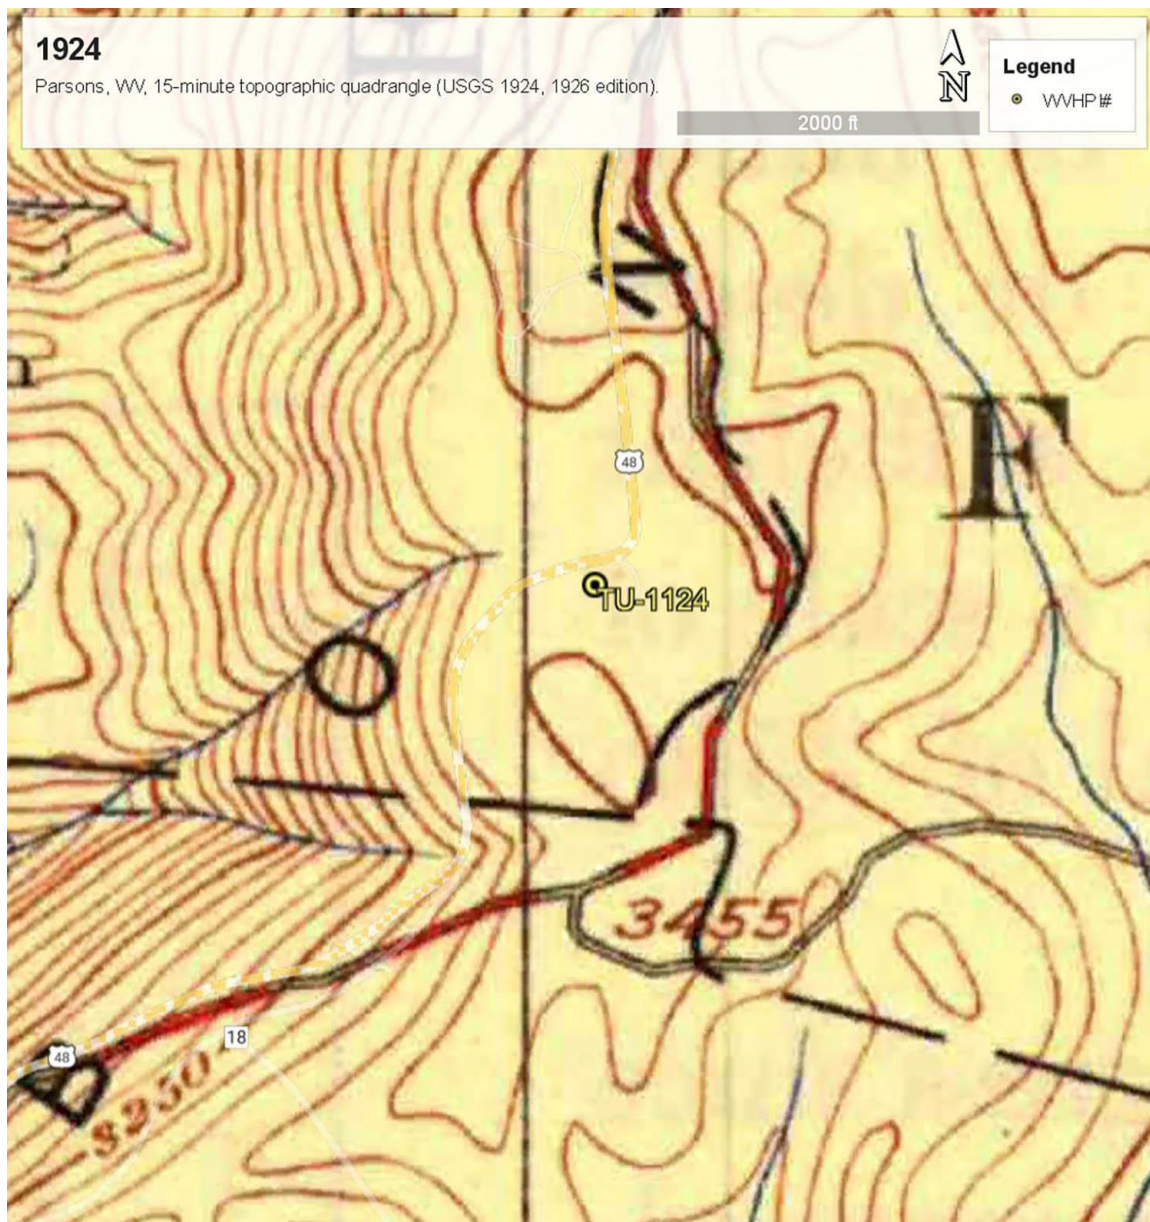 1924
Parsons, WV, 15-minute topographic quadrangle (USGS 1924, 1926 edition).
N
Legend
WVHPI#
2000 ft
n
F
48
TU-1124
O
3455
18
48
B
3250